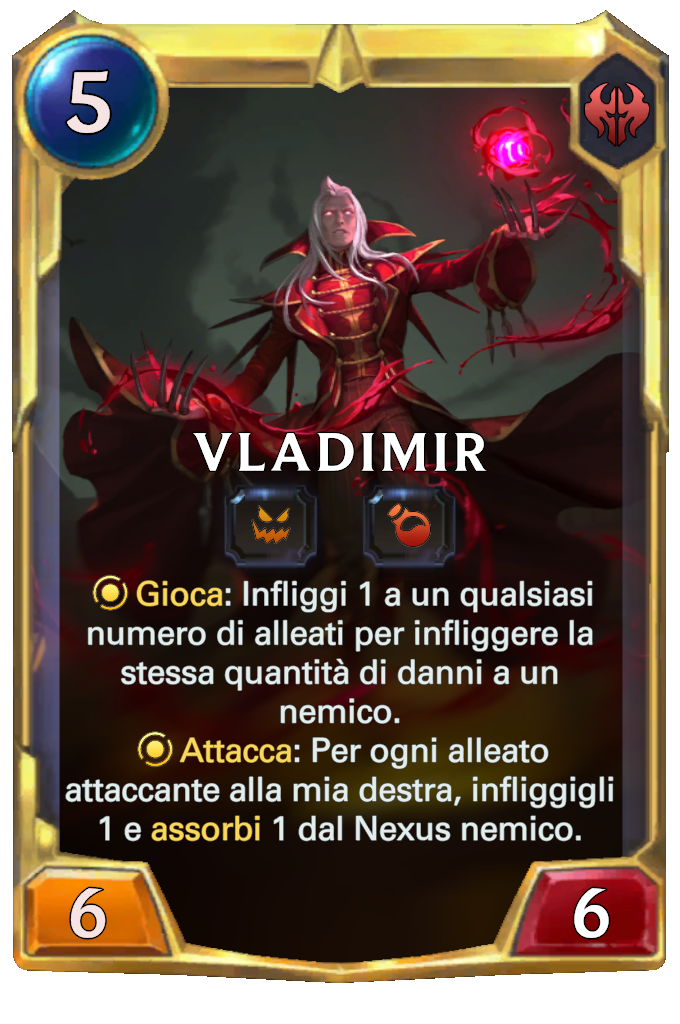 5
VLADIMIR
Gioca: Infliggi 1 a un qualsiasi
numero di alleati per infliggere la
stessa quantità di danni a un
nemico.
Attacca: Per ogni alleato
attaccante alla mia destra, infliggigli
1 e assorbi 1 dal Nexus nemico.
6
6